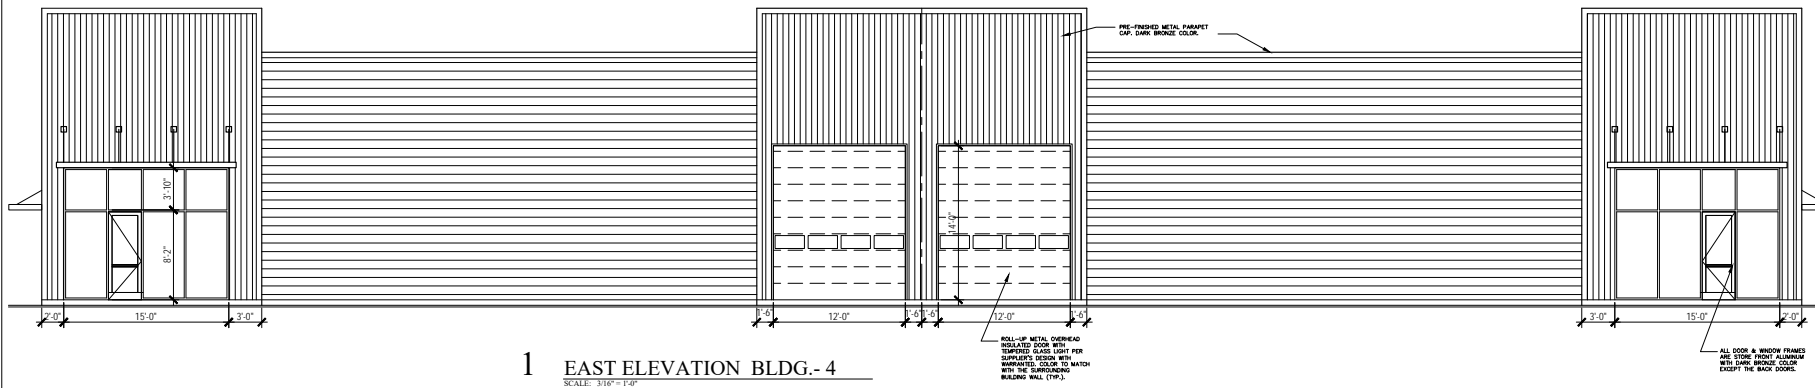 PRE-FINISHED METAL PARAPET
CAP. DARK BRONZE COLOR.
3'-10"
8'-2"
14'-0"
2'-0"
15'-0"
3'-0"
1'-6"
12'-0"
1'-6"
1'-6"
12'-0"
1'-6"
3'-0"
15'-0"
2'-0"
ROLL-UP METAL OVERHEAD
INSULATED DOOR WITH
TEMPERED GLASS LIGHT PER
SUPPLIER'S DESIGN WITH
WARRANTED. COLOR TO MATCH
WITH THE SURROUNDING
BUILDING WALL (TYP.).
ALL DOOR & WINDOW FRAMES
ARE STORE FRONT ALUMINUM
WITH DARK BRONZE COLOR
EXCEPT THE BACK DOORS.
1 EAST ELEVATION BLDG.- 4
SCALE: 3/16" = 1'-0"